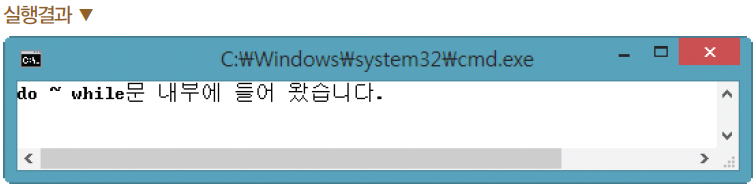 실행결과 ▼
C:\Windows\system32\cmd.exe
do ~ while문 내부에 들어 왔습니다.